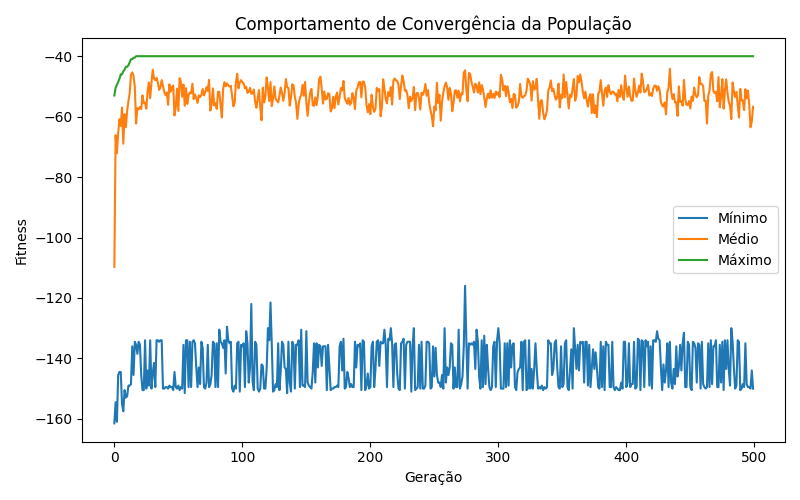 Comportamento de Convergência da População
Fitness
−40
−60
−80
−100
−120
−140
−160
Mínimo
Médio
Máximo
0
100
200
300
400
500
Geração